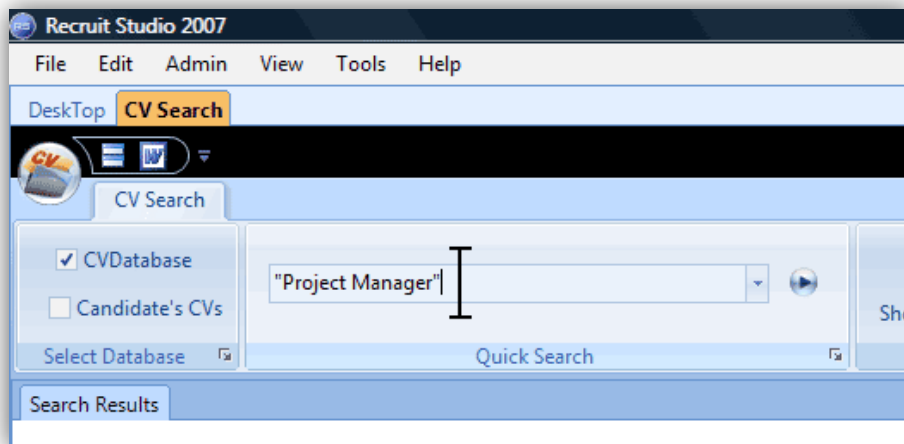 Recruit Studio 2007
File Edit Admin View Tools Help
DeskTop CV Search
CV
CV Search
CVDatabase
"Project Manager"
Candidate's CVs
Select Database Quick Search
Search Results